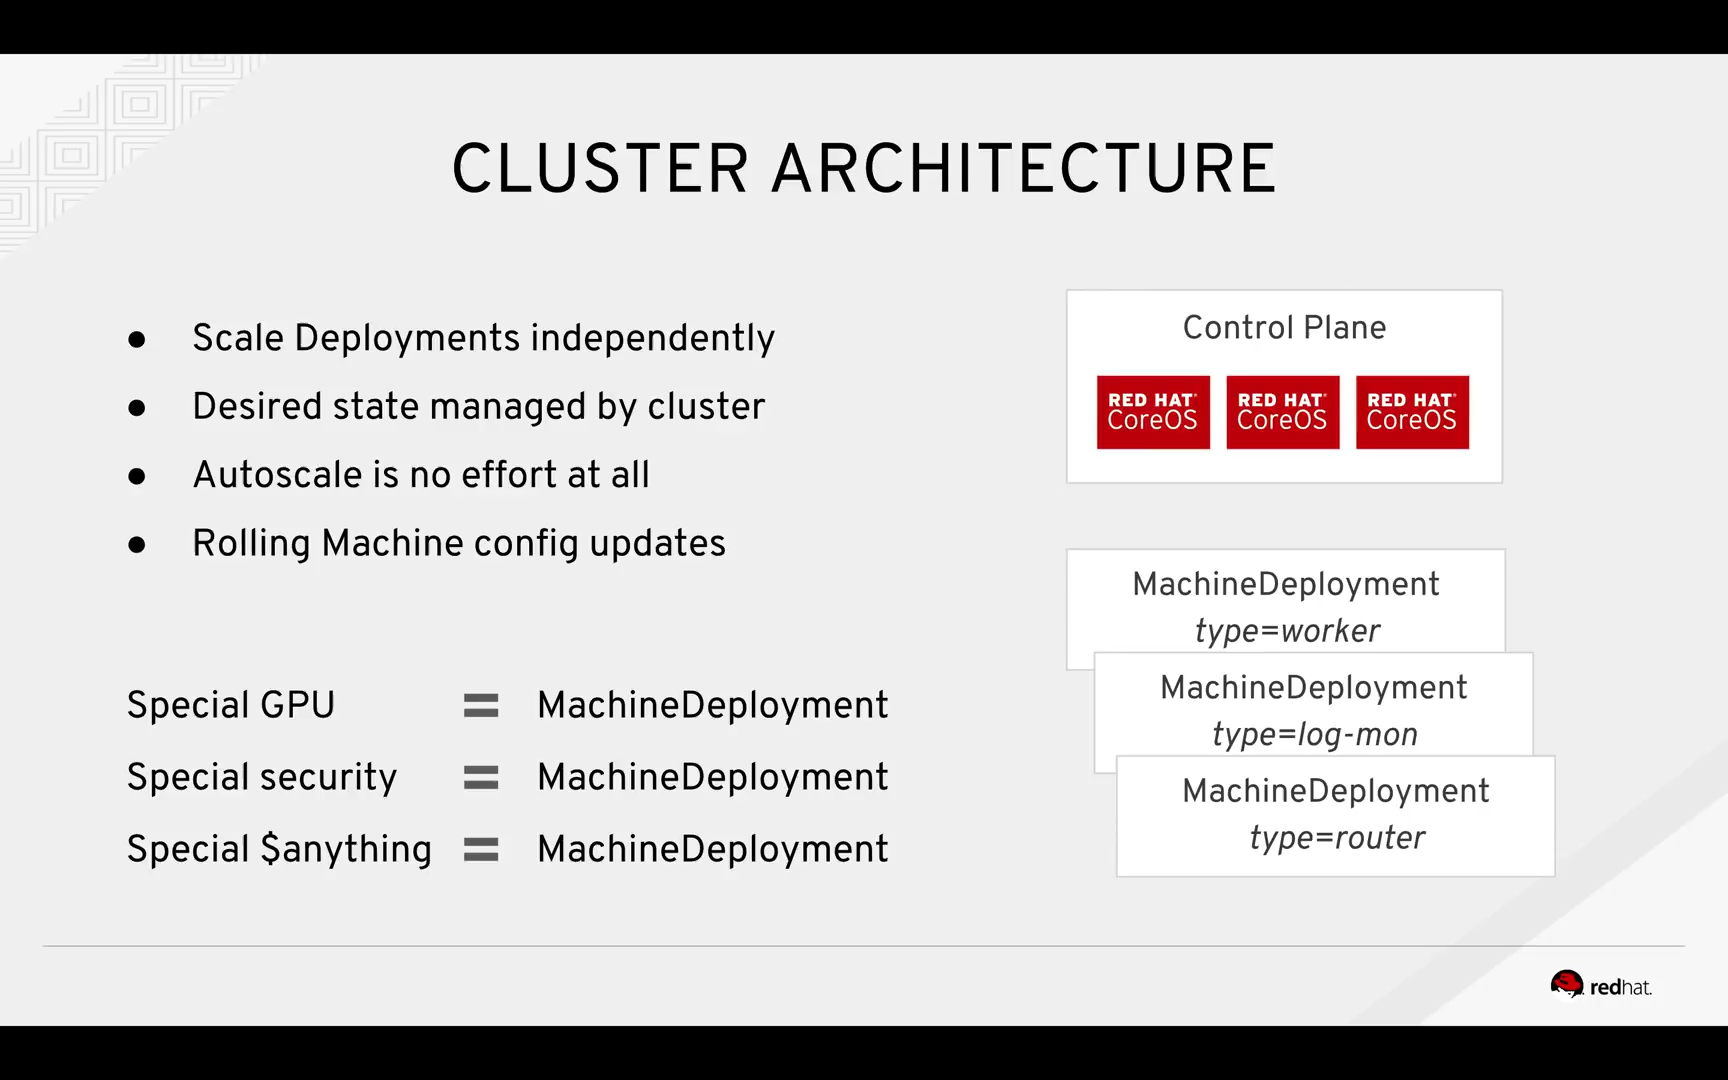 CLUSTER ARCHITECTURE
● Scale Deployments independently
● Desired state managed by cluster
● Autoscale is no effort at all
● Rolling Machine config updates
Special GPU = MachineDeployment
Special security = MachineDeployment
Special $anything = MachineDeployment
Control Plane
RED HAT® RED HAT® RED HAT®
CoreOS CoreOS CoreOS
MachineDeployment
type=worker
MachineDeployment
type=log-mon
MachineDeployment
type=router
redhat.